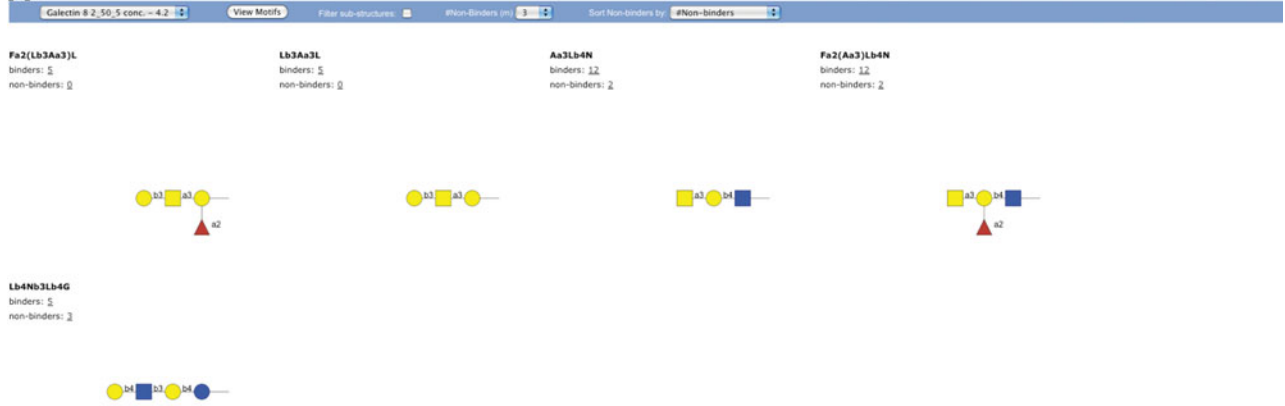 Galectin 8 2_50_5 conc. - 4.2 View Motifs Filter sub-structures: #Non-Binders (m) 3 Sort Non-binders by: #Non-binders
Fa2(Lb3Aa3)L Lb3Aa3L Aa3Lb4N Fa2(Aa3)Lb4N
binders: 5 binders: 5 binders: 12 binders: 12
non-binders: 0 non-binders: 0 non-binders: 2 non-binders: 2
b3 a3 b3 a3 a3 b4 a3 b4
a2 a2
Lb4Nb3Lb4G
binders: 5
non-binders: 3
b4 b3 b4